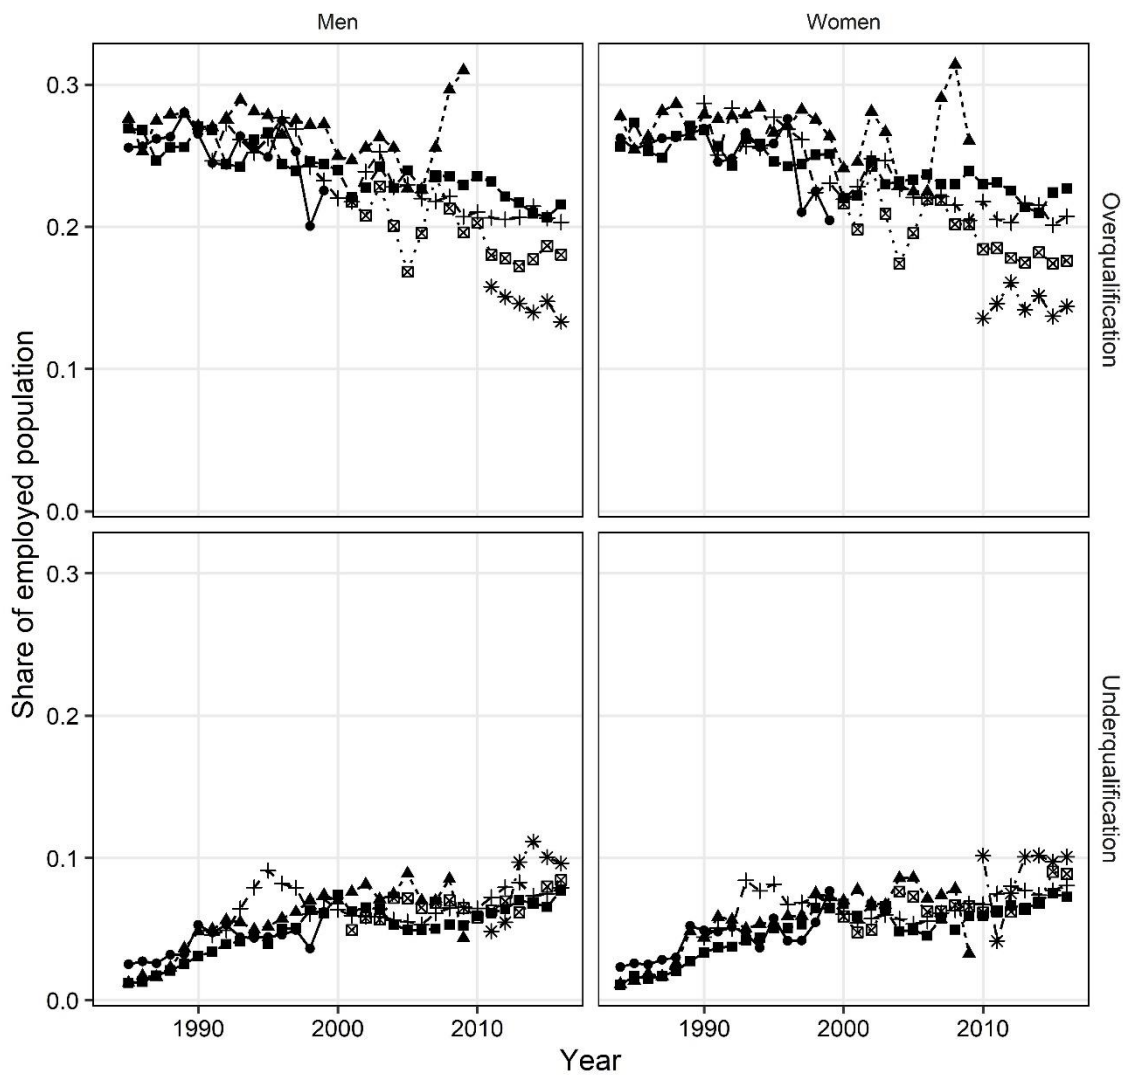 Men
Women
0.3
0.2
0.1
0.0
Overqualification
0.3
0.2
0.1
0.0
Underqualification
Share of employed population
1990
2000
2010
1990
2000
2010
Year